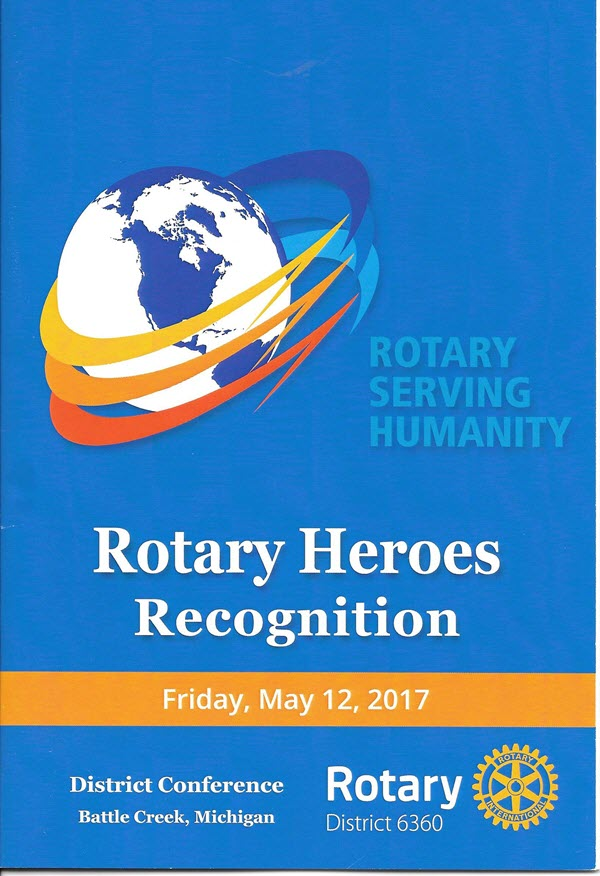 ROTARY
SERVING
HUMANITY
Rotary Heroes
Recognition
Friday, May 12, 2017
District Conference
Battle Creek, Michigan
Rotary
District 6360
ROTARY
INTERNATIONAL